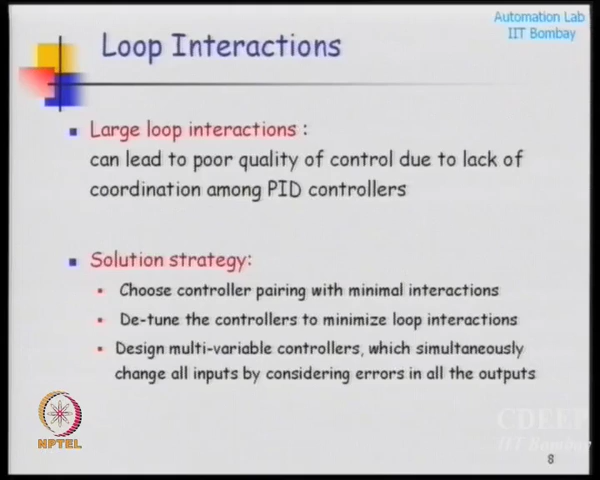 Automation Lab
IIT Bombay
Loop Interactions
Large loop interactions :
can lead to poor quality of control due to lack of
coordination among PID controllers
Solution strategy:
Choose controller pairing with minimal interactions
De-tune the controllers to minimize loop interactions
Design multi-variable controllers, which simultaneously
change all inputs by considering errors in all the outputs
NPTEL
CDEEP
IIT Bombay
8